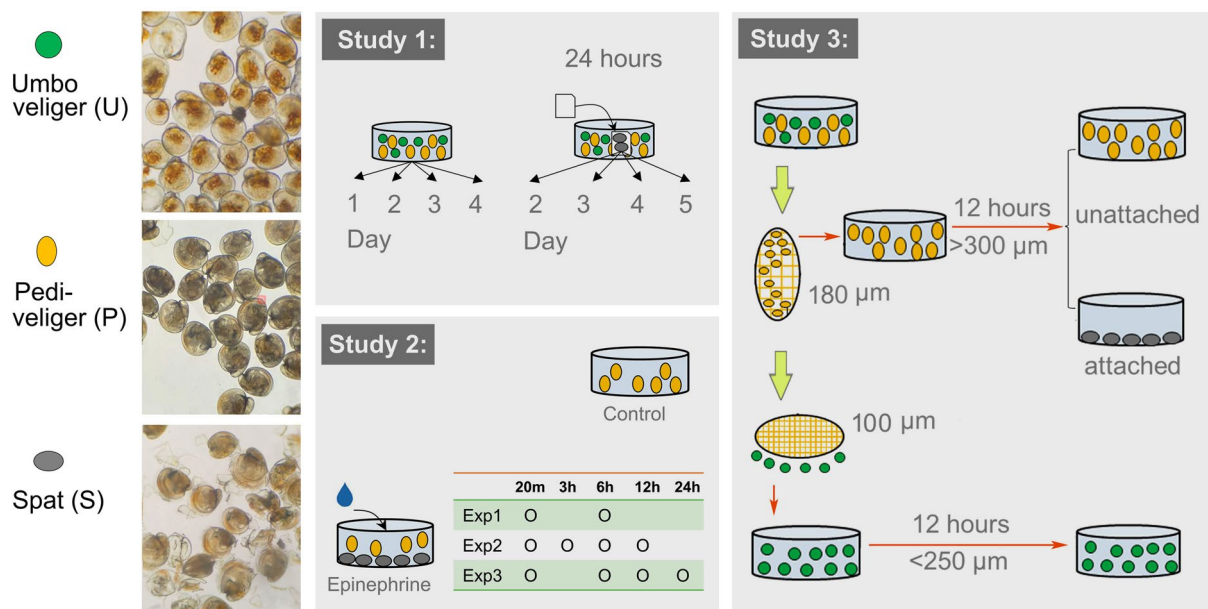 Umbo
veliger (U)
Pedi-
veliger (P)
Spat (S)
Study 1:
24 hours
1 2 3 4
Day
2 3 4 5
Day
Study 2:
Control
Epinephrine
20m 3h 6h 12h 24h
Exp1 O O
Exp2 O O O O
Exp3 O O O O
Study 3:
180 µm
12 hours
>300 µm
unattached
attached
100 µm
12 hours
<250 µm